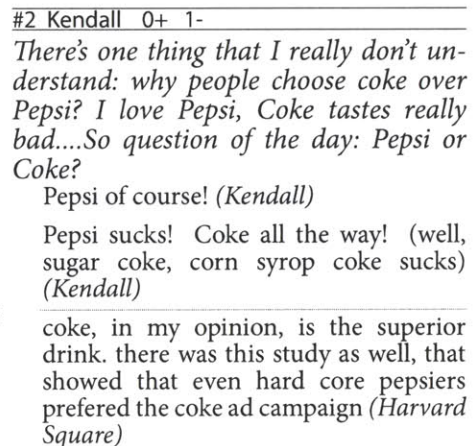 #2 Kendall 0+ 1-
There's one thing that I really don't un-
derstand: why people choose coke over
Pepsi? I love Pepsi, Coke tastes really
bad....So question of the day: Pepsi or
Coke?
Pepsi of course! (Kendall)
Pepsi sucks! Coke all the way! (well,
sugar coke, corn syrop coke sucks)
(Kendall)
coke, in my opinion, is the superior
drink. there was this study as well, that
showed that even hard core pepsiers
prefered the coke ad campaign (Harvard
Square)